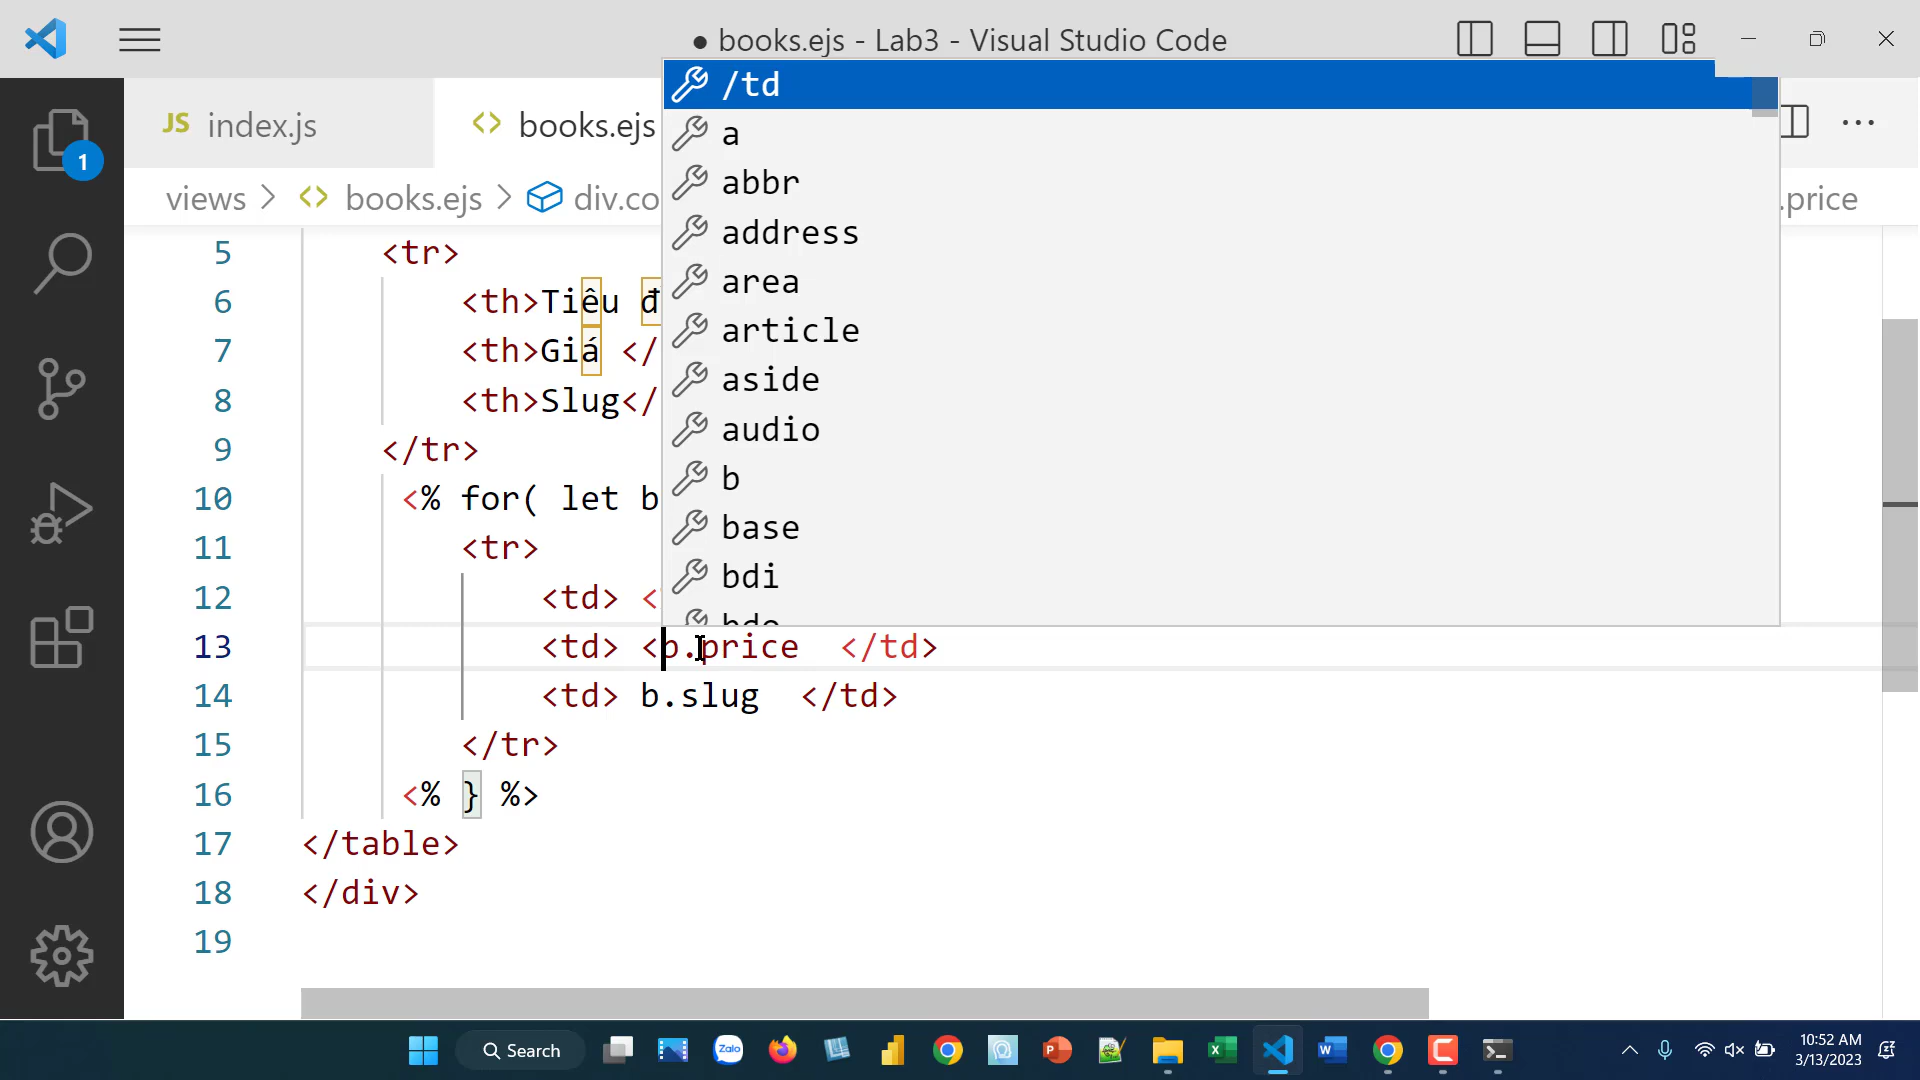 ● books.ejs - Lab3 - Visual Studio Code
JS index.js
<> books.ejs
1
views > <> books.ejs > div.co
.price
/td
a
abbr
address
area
article
aside
audio
b
base
bdi
bdo
5 <tr>
6 <th>Tiêu đ
7 <th>Giá </
8 <th>Slug</
9 </tr>
10 <% for( let b
11 <tr>
12 <td> <
13 <td> <b.price </td>
14 <td> b.slug </td>
15 </tr>
16 <% } %>
17 </table>
18 </div>
19
Search
Zalo
10:52 AM
3/13/2023